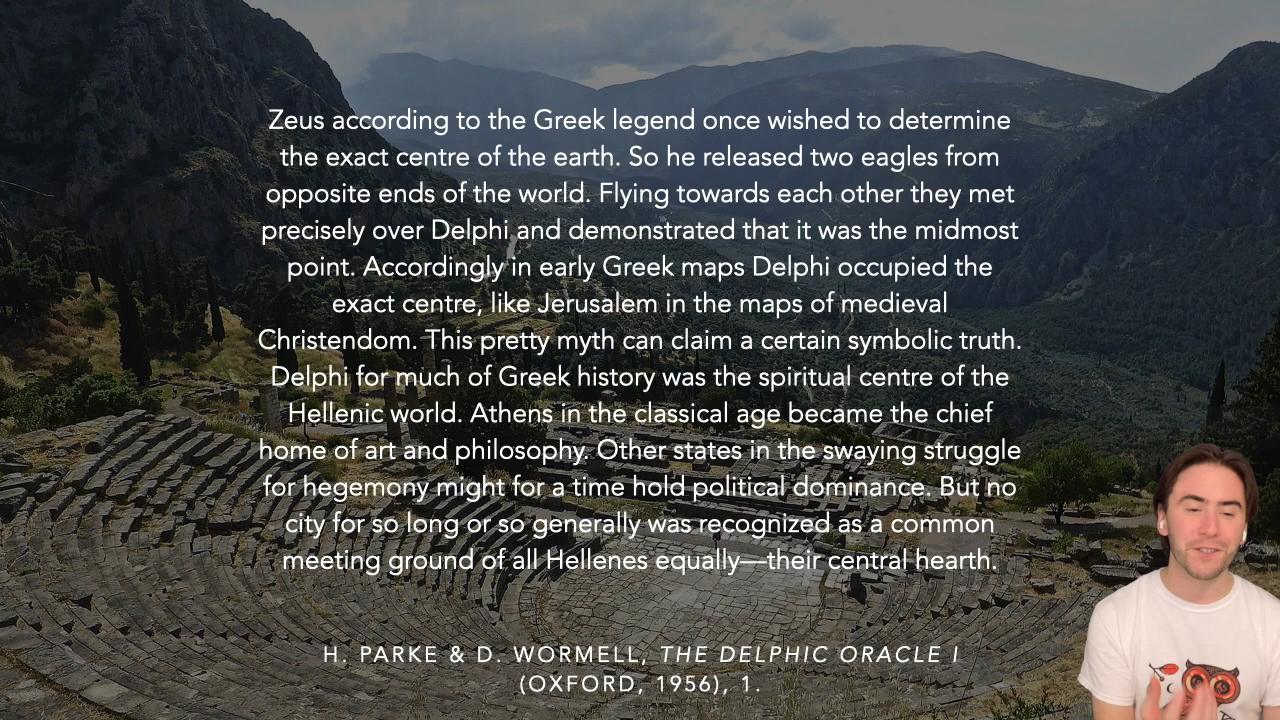 Zeus according to the Greek legend once wished to determine
the exact centre of the earth. So he released two eagles from
opposite ends of the world. Flying towards each other they met
precisely over Delphi and demonstrated that it was the midmost
point. Accordingly in early Greek maps Delphi occupied the
exact centre, like Jerusalem in the maps of medieval
Christendom. This pretty myth can claim a certain symbolic truth.
Delphi for much of Greek history was the spiritual centre of the
Hellenic world. Athens in the classical age became the chief
home of art and philosophy. Other states in the swaying struggle
for hegemony might for a time hold political dominance. But no
city for so long or so generally was recognized as a common
meeting ground of all Hellenes equally—their central hearth.
H. PARKE & D. WORMELL, THE DELPHIC ORACLE I
(OXFORD, 1956), 1.